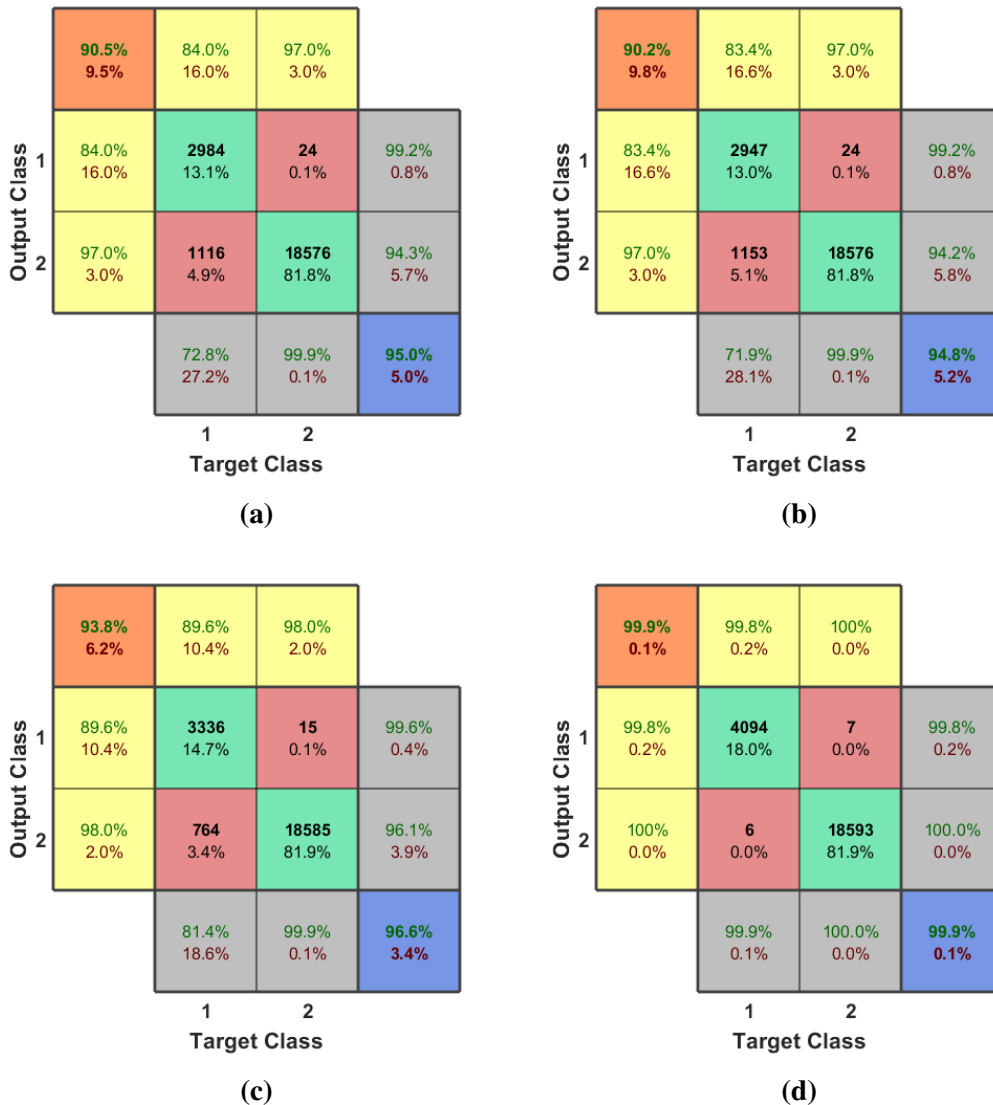 90.5% 84.0% 97.0%
9.5% 16.0% 3.0%
1 84.0% 2984 24 99.2%
16.0% 13.1% 0.1% 0.8%
2 97.0% 1116 18576 94.3%
3.0% 4.9% 81.8% 5.7%
72.8% 99.9% 95.0%
27.2% 0.1% 5.0%
Output Class
1 2
Target Class
(a)
90.2% 83.4% 97.0%
9.8% 16.6% 3.0%
1 83.4% 2947 24 99.2%
16.6% 13.0% 0.1% 0.8%
2 97.0% 1153 18576 94.2%
3.0% 5.1% 81.8% 5.8%
71.9% 99.9% 94.8%
28.1% 0.1% 5.2%
Output Class
1 2
Target Class
(b)
93.8% 89.6% 98.0%
6.2% 10.4% 2.0%
1 89.6% 3336 15 99.6%
10.4% 14.7% 0.1% 0.4%
2 98.0% 764 18585 96.1%
2.0% 3.4% 81.9% 3.9%
81.4% 99.9% 96.6%
18.6% 0.1% 3.4%
Output Class
1 2
Target Class
(c)
99.9% 99.8% 100%
0.1% 0.2% 0.0%
1 99.8% 4094 7 99.8%
0.2% 18.0% 0.0% 0.2%
2 100% 6 18593 100.0%
0.0% 0.0% 81.9% 0.0%
99.9% 100.0% 99.9%
0.1% 0.0% 0.1%
Output Class
1 2
Target Class
(d)